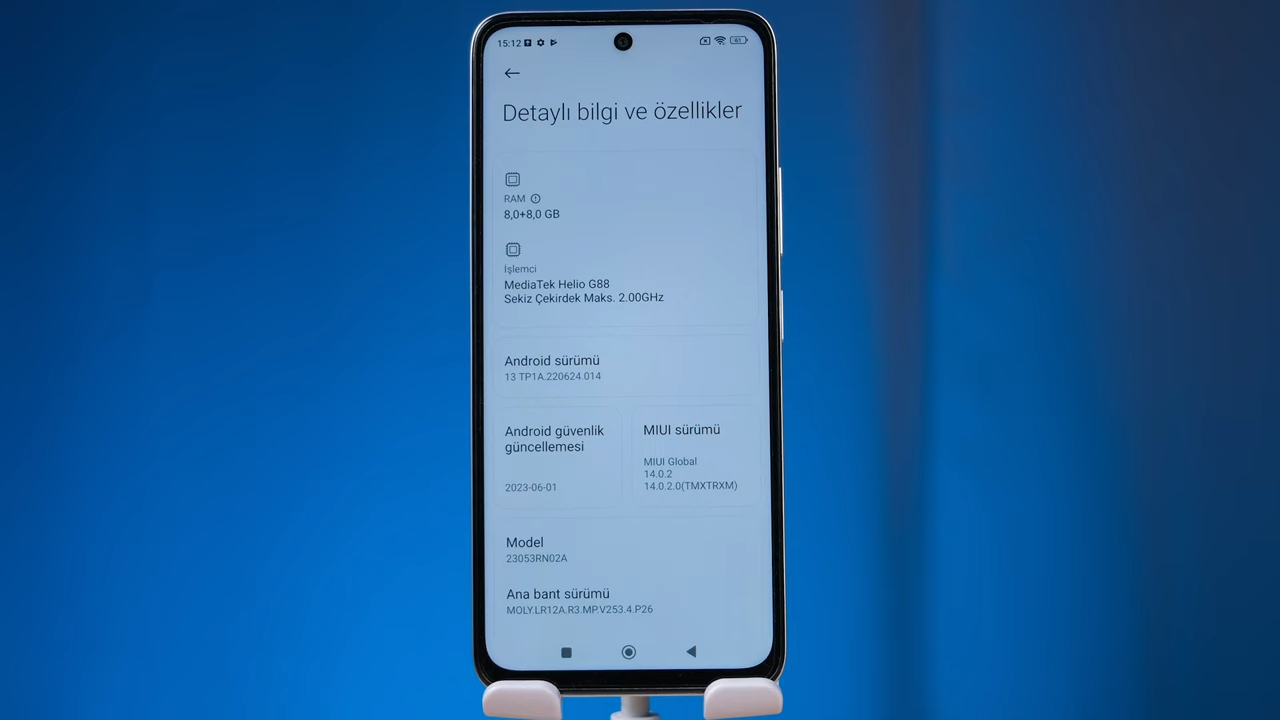 15:12
61
Detaylı bilgi ve özellikler
RAM
8,0+8,0 GB
İşlemci
MediaTek Helio G88
Sekiz Çekirdek Maks. 2.00GHz
Android sürümü
13 TP1A.220624.014
Android güvenlik
güncellemesi
2023-06-01
MIUI sürümü
MIUI Global
14.0.2
14.0.2.0(TMXTRXM)
Model
23053RN02A
Ana bant sürümü
MOLY.LR12A.R3.MP.V253.4.P26